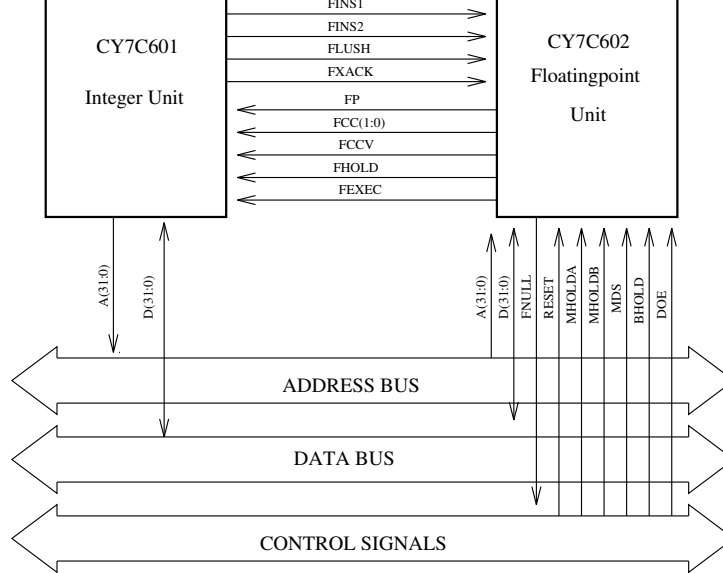 FINS1
FINS2
FLUSH
FXACK
FP
FCC(1:0)
FCCV
FHOLD
FEXEC
CY7C601
Integer Unit
CY7C602
Floatingpoint
Unit
A(31:0)
D(31:0)
A(31:0)
D(31:0)
FNULL
RESET
MHOLDA
MHOLDB
MDS
BHOLD
DOE
ADDRESS BUS
DATA BUS
CONTROL SIGNALS